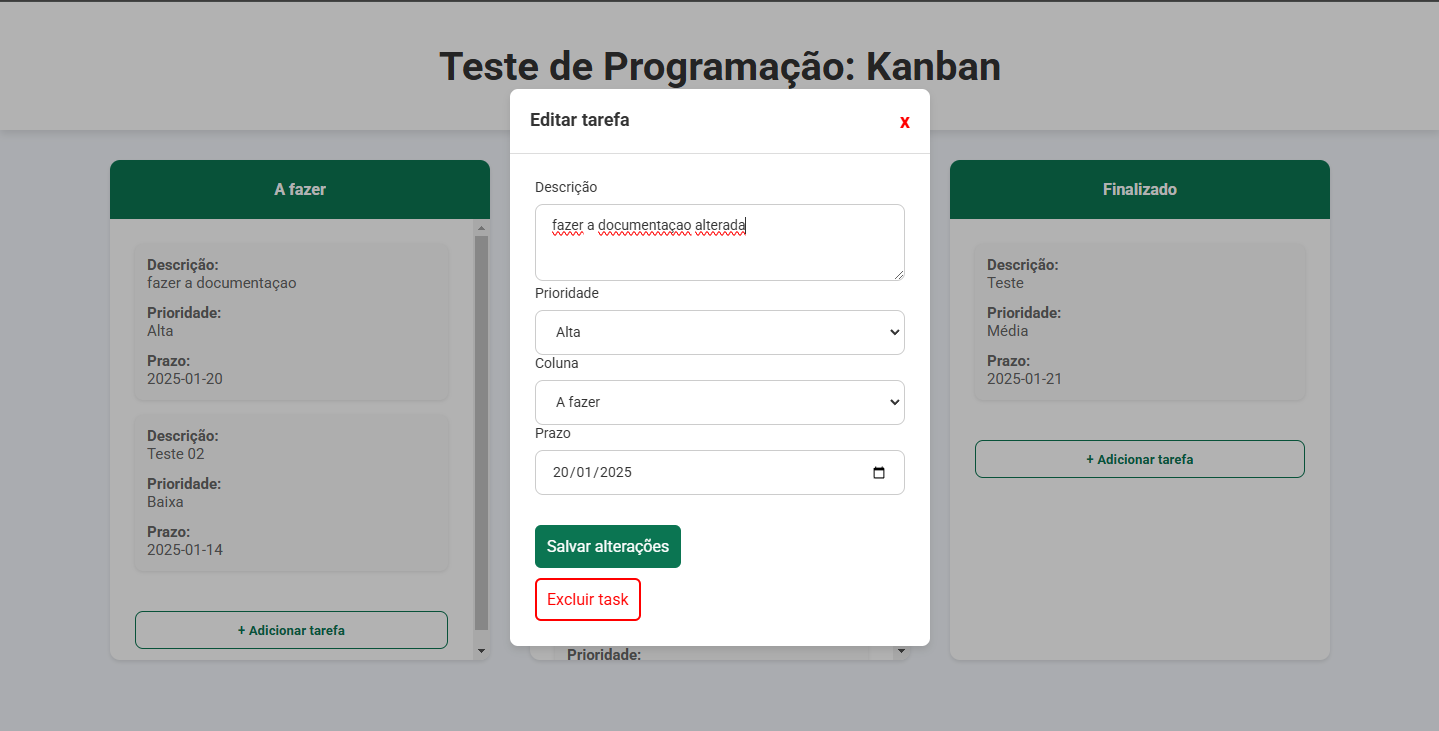 Teste de Programação: Kanban
Editar tarefa
x
Descrição
fazer a documentaçao alterada
Prioridade
Alta
Coluna
A fazer
Prazo
20/01/2025
Salvar alterações
Excluir task
A fazer
Descrição:
fazer a documentaçao
Prioridade:
Alta
Prazo:
2025-01-20
Descrição:
Teste 02
Prioridade:
Baixa
Prazo:
2025-01-14
+ Adicionar tarefa
Prioridade:
Finalizado
Descrição:
Teste
Prioridade:
Média
Prazo:
2025-01-21
+ Adicionar tarefa